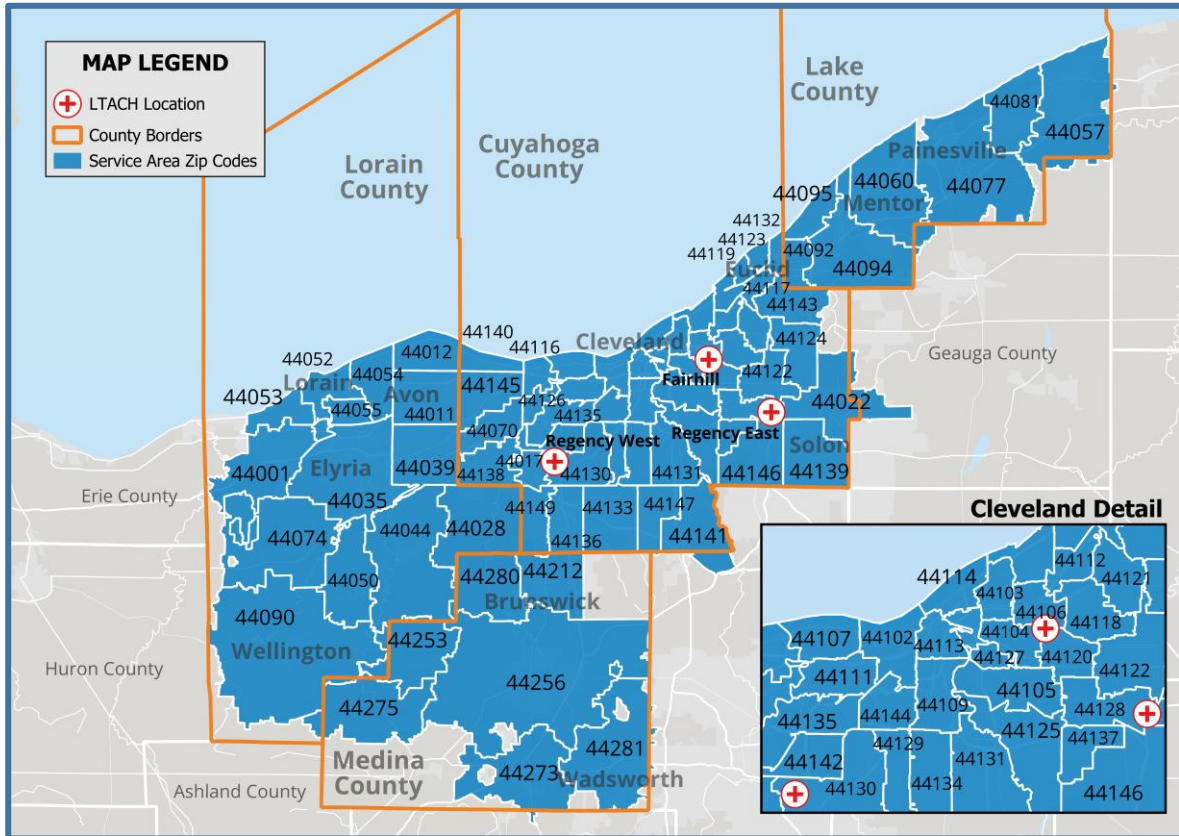 MAP LEGEND
LTACH Location
County Borders
Service Area Zip Codes
Lake
County
Cuyahoga
County
Lorain
County
44081
44057
Painesville
44060
44077
44095
Mentor
44132
44123
44119
44092
Euclid
44094
44117
44143
44140
44116
Cleveland
44124
44012
44052
44054
Lorain
44053
Avon
44145
44126
Fairhill
44122
Geauga County
44055
44011
44135
44022
44070
Regency West
Regency East
Solon
44001
Elyria
44039
44017
44138
44130
44131
44146
44139
Erie County
44035
44149
44133
44147
44074
44044
44028
44136
44141
44050
44280
44212
Brunswick
44090
Wellington
44253
Huron County
44256
44275
Medina
County
44281
44273
Wadsworth
Ashland County
Cleveland Detail
44112
44114
44103
44121
44106
44107
44102
44104
44118
44113
44127
44120
44122
44111
44105
44109
44128
44135
44144
44125
44137
44129
44131
44142
44130
44134
44146